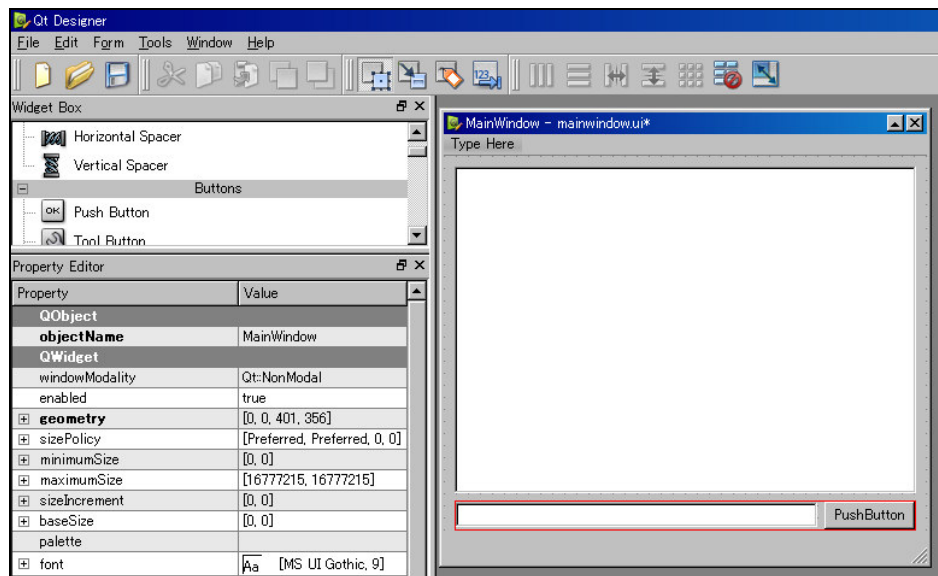 Qt Designer
File Edit Form Tools Window Help
123
Widget Box
Horizontal Spacer
Vertical Spacer
Buttons
OK Push Button
Tool Button
Property Editor
Property Value
QObject
objectName MainWindow
QWidget
windowModality Qt::NonModal
enabled true
geometry [0, 0, 401, 356]
sizePolicy [Preferred, Preferred, 0, 0]
minimumSize [0, 0]
maximumSize [16777215, 16777215]
sizeIncrement [0, 0]
baseSize [0, 0]
palette
font Aa [MS UI Gothic, 9]
MainWindow - mainwindow.ui*
Type Here
PushButton